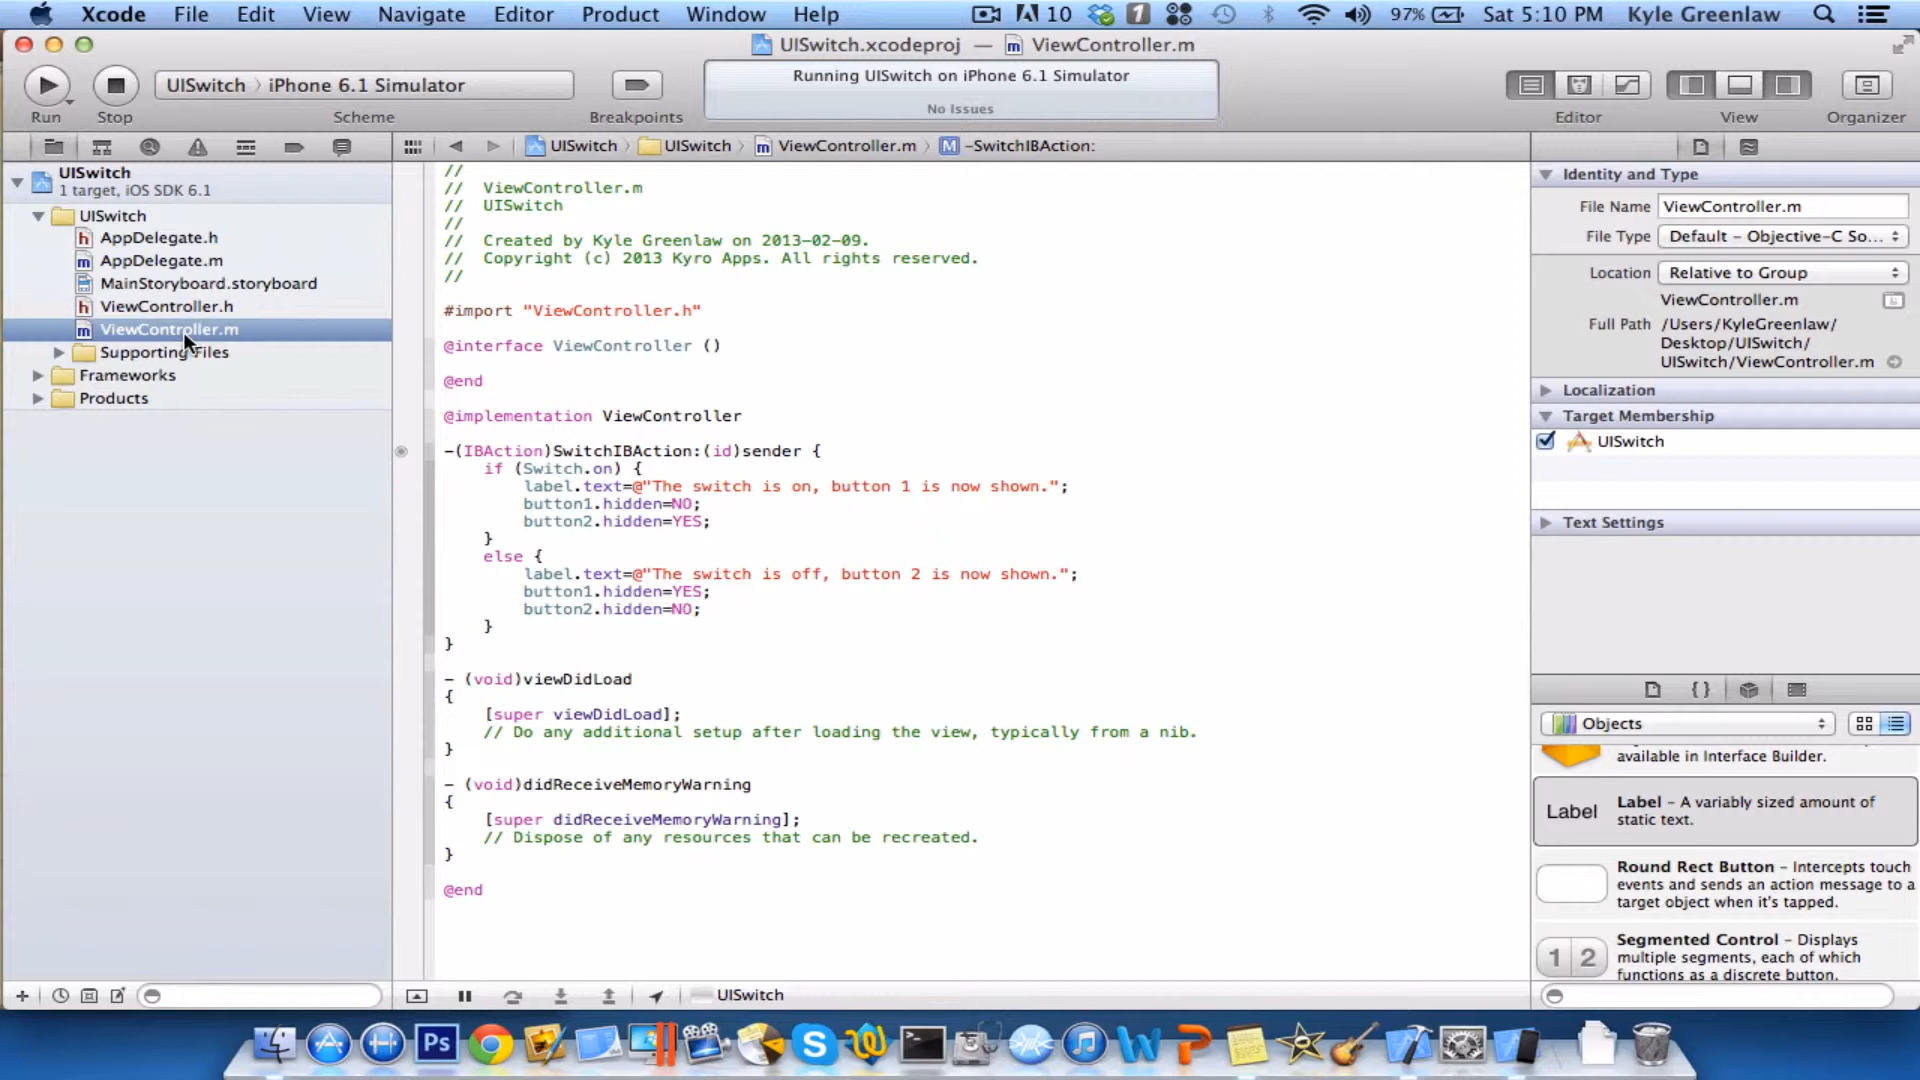 Xcode File Edit View Navigate Editor Product Window Help 10 1 97% Sat 5:10 PM Kyle Greenlaw
UISwitch.xcodeproj — ViewController.m
UISwitch › iPhone 6.1 Simulator
Running UISwitch on iPhone 6.1 Simulator
No Issues
Run Stop Scheme Breakpoints Editor View Organizer
UISwitch › UISwitch › ViewController.m › M -SwitchIBAction:
UISwitch
1 target, iOS SDK 6.1
UISwitch
h AppDelegate.h
m AppDelegate.m
MainStoryboard.storyboard
h ViewController.h
m ViewController.m
Supporting Files
Frameworks
Products
//
// ViewController.m
// UISwitch
//
// Created by Kyle Greenlaw on 2013-02-09.
// Copyright (c) 2013 Kyro Apps. All rights reserved.
//
#import "ViewController.h"
@interface ViewController ()
@end
@implementation ViewController
-(IBAction)SwitchIBAction:(id)sender {
if (Switch.on) {
label.text=@"The switch is on, button 1 is now shown.";
button1.hidden=NO;
button2.hidden=YES;
}
else {
label.text=@"The switch is off, button 2 is now shown.";
button1.hidden=YES;
button2.hidden=NO;
}
}
- (void)viewDidLoad
{
[super viewDidLoad];
// Do any additional setup after loading the view, typically from a nib.
}
- (void)didReceiveMemoryWarning
{
[super didReceiveMemoryWarning];
// Dispose of any resources that can be recreated.
}
@end
UISwitch
Identity and Type
File Name ViewController.m
File Type Default - Objective-C So...
Location Relative to Group
ViewController.m
Full Path /Users/KyleGreenlaw/
Desktop/UISwitch/
UISwitch/ViewController.m
Localization
Target Membership
UISwitch
Text Settings
{ }
Objects
available in Interface Builder.
Label
Label - A variably sized amount of
static text.
Round Rect Button - Intercepts touch
events and sends an action message to a
target object when it's tapped.
1 2
Segmented Control - Displays
multiple segments, each of which
functions as a discrete button.
Ps